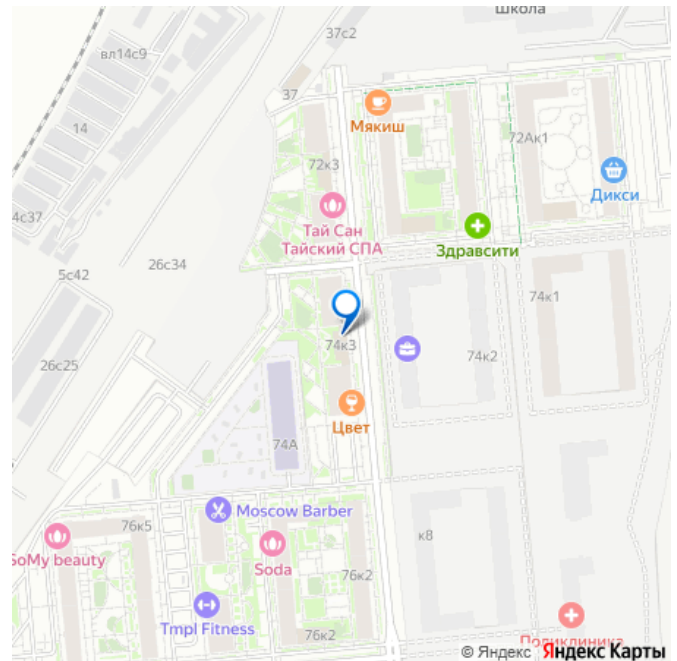 школа
37с2
вл14с9
37
14
Мякиш
72Ак1
72к3
Дикси
4с37
Тай Сан
Тайский СПА
Здравсити
5с42
26с34
74к1
74к3
74к2
26с25
Цвет
74А
Moscow Barber
76к5
к8
SoMy beauty
Soda
76к2
Tmpl Fitness
76к2
Поликлиника
© Яндекс Яндекс Карты